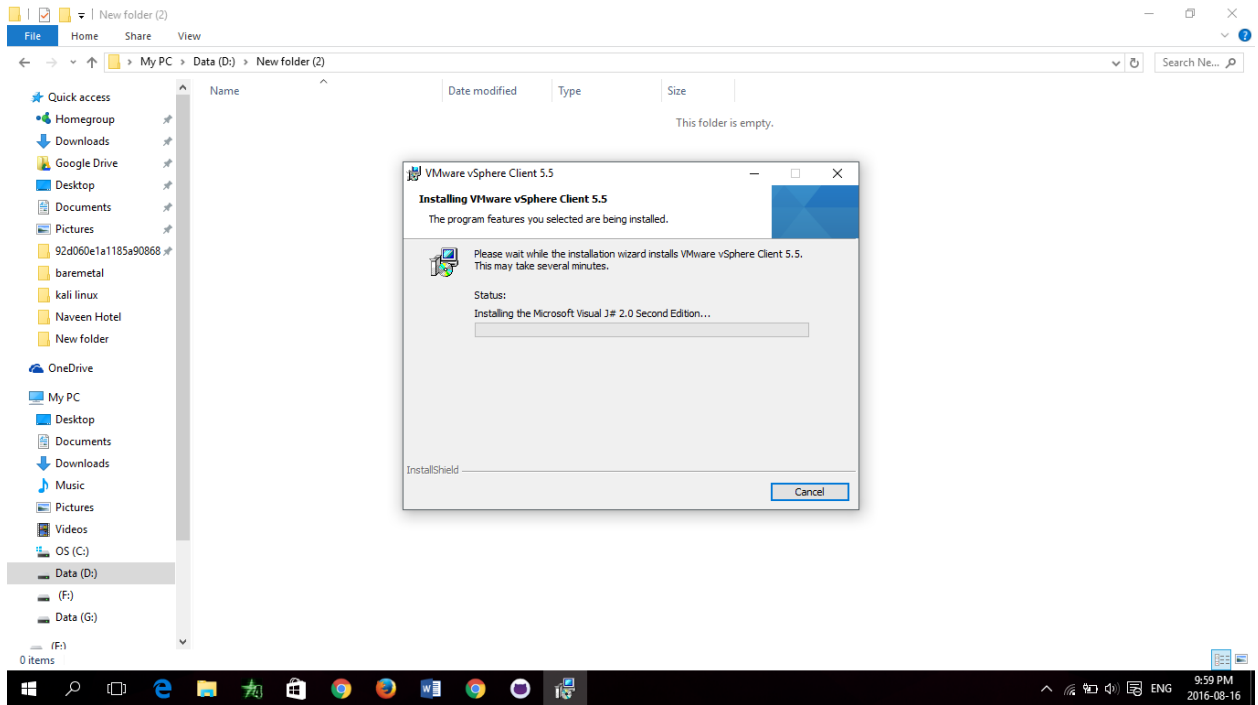 New folder (2)
File Home Share View
My PC > Data (D:) > New folder (2)
Search Ne...
Name Date modified Type Size
This folder is empty.
Quick access
Homegroup
Downloads
Google Drive
Desktop
Documents
Pictures
92d060e1a1185a90868
baremetal
kali linux
Naveen Hotel
New folder
OneDrive
My PC
Desktop
Documents
Downloads
Music
Pictures
Videos
OS (C:)
Data (D:)
(F:)
Data (G:)
(E:)
0 items
VMware vSphere Client 5.5
Installing VMware vSphere Client 5.5
The program features you selected are being installed.
Please wait while the installation wizard installs VMware vSphere Client 5.5.
This may take several minutes.
Status:
Installing the Microsoft Visual J# 2.0 Second Edition...
InstallShield
Cancel
ENG
9:59 PM
2016-08-16